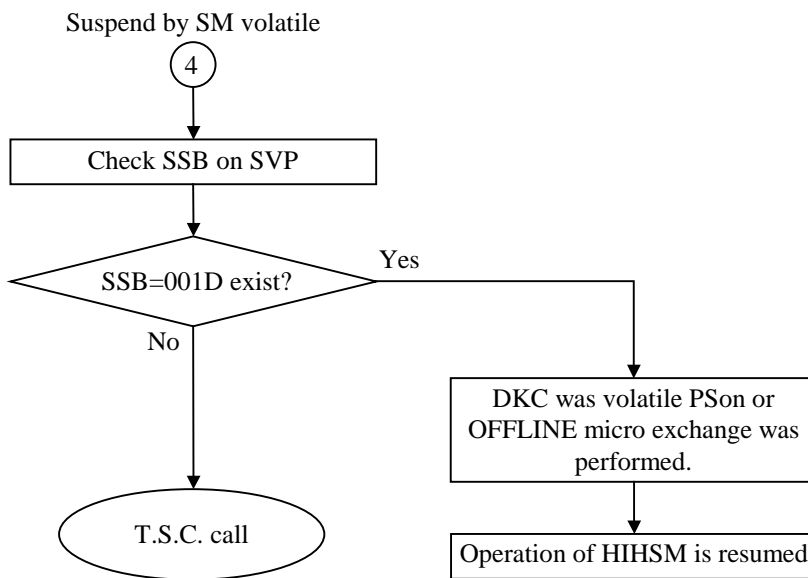 Suspend by SM volatile
4
Check SSB on SVP
SSB=001D exist?
Yes
No
DKC was volatile PSon or
OFFLINE micro exchange was
performed.
T.S.C. call
Operation of HIHSM is resumed